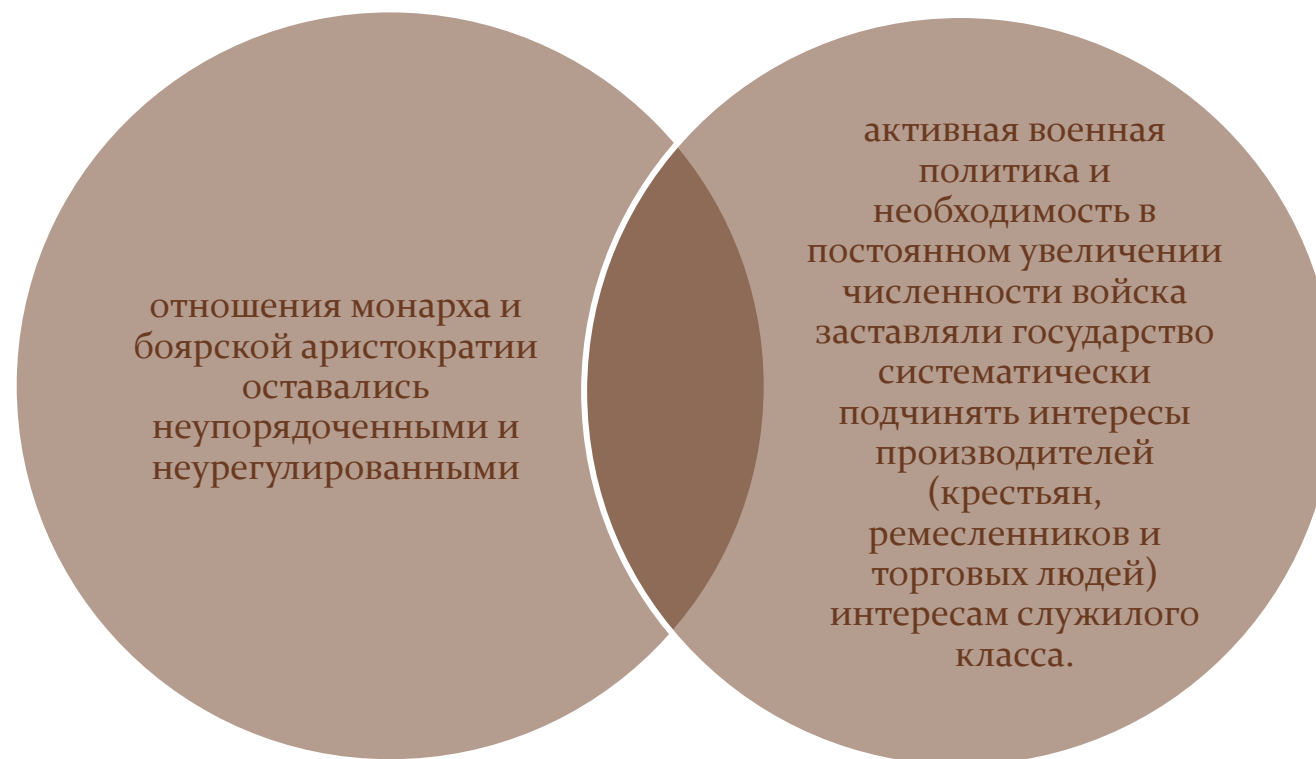 отношения монарха и
боярской аристократии
оставались
неупорядоченными и
неурегулированными
активная военная
политика и
необходимость в
постоянном увеличении
численности войска
заставляли государство
систематически
подчинять интересы
производителей
(крестьян,
ремесленников и
торговых людей)
интересам служилого
класса.